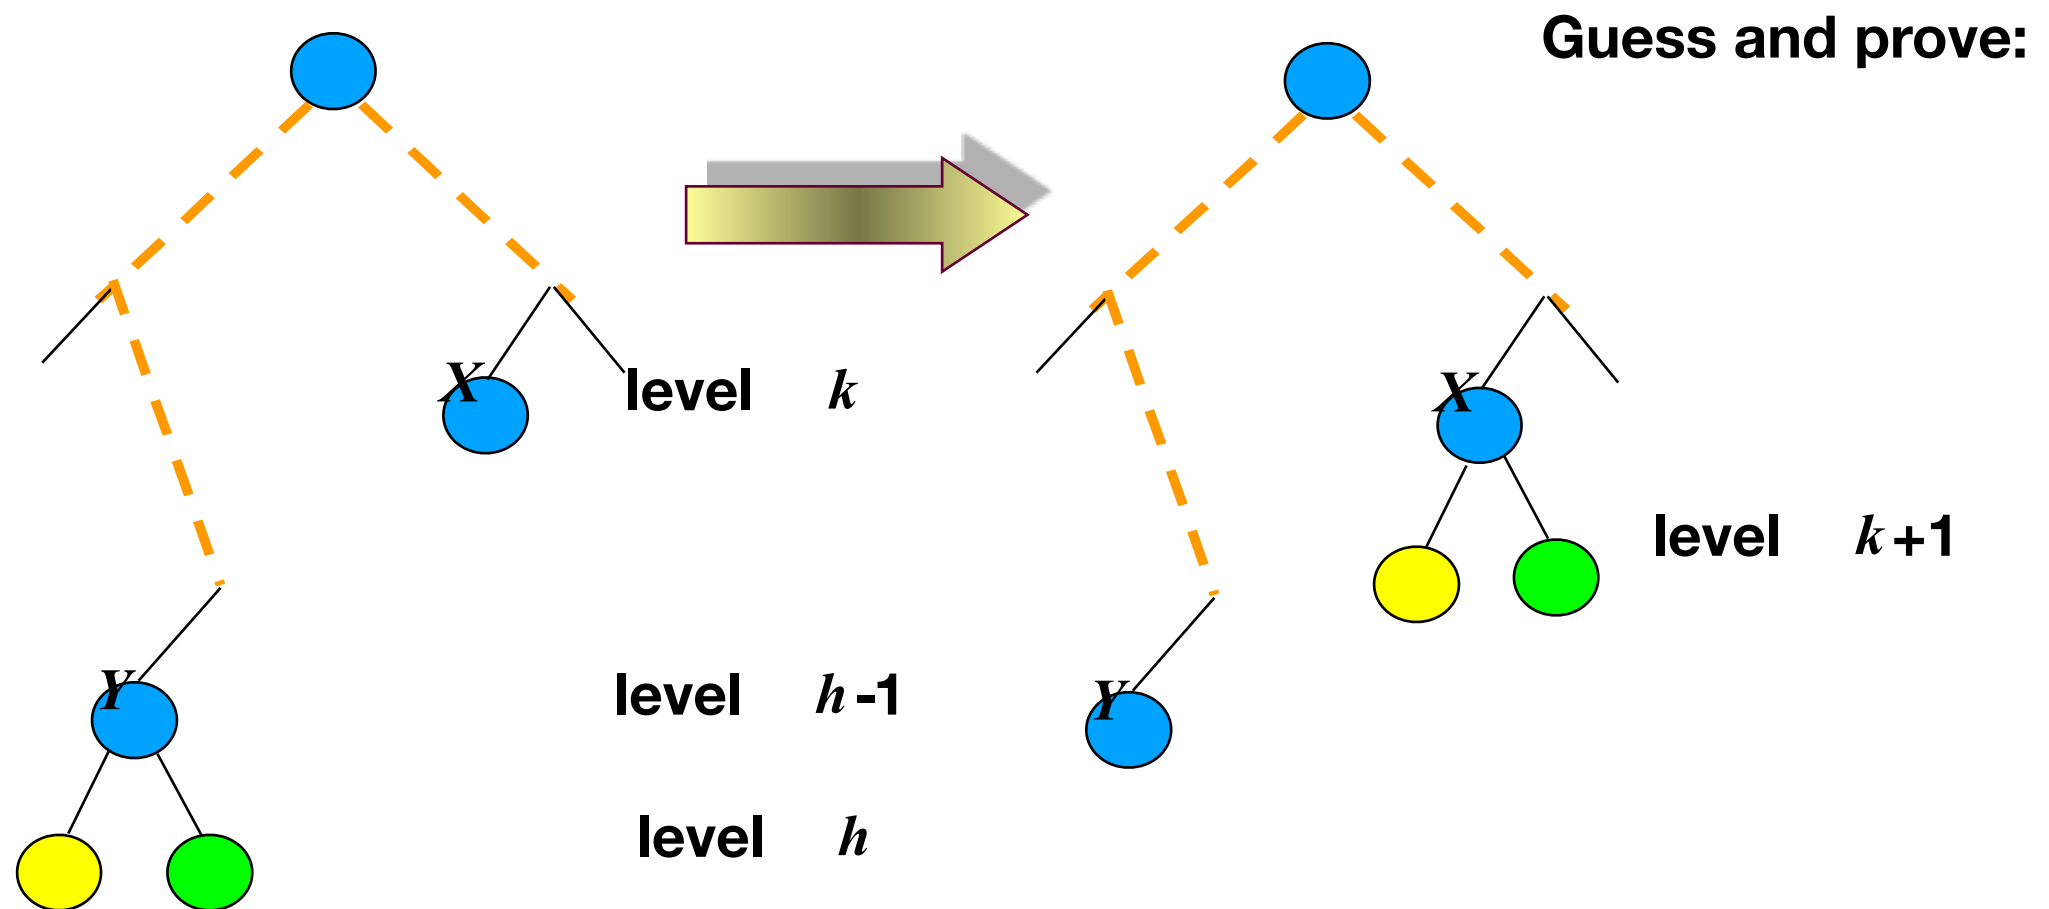 Guess and prove:
X
level k
X
level k+1
Y
level h-1
Y
level h